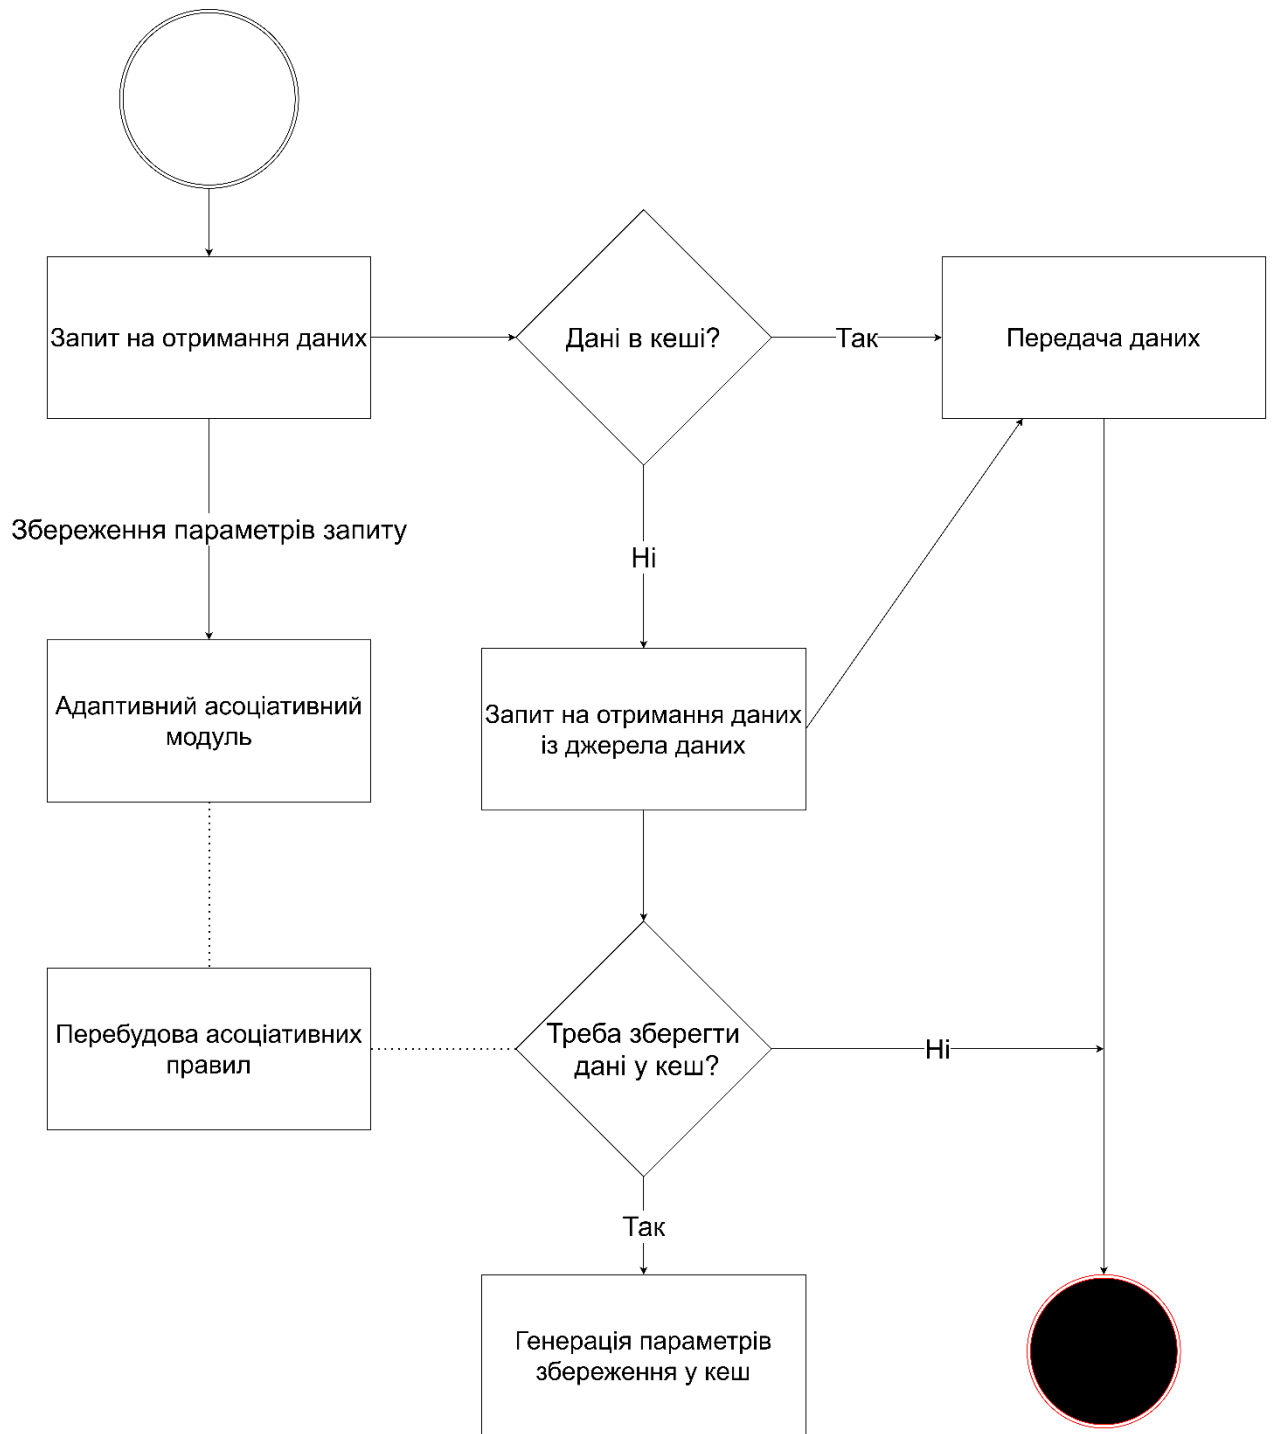 Запит на отримання даних
Дані в кеші?
Так
Передача даних
Збереження параметрів запиту
Ні
Адаптивний асоціативний
модуль
Запит на отримання даних
із джерела даних
Перебудова асоціативних
правил
Треба зберегти
дані у кеш?
Ні
Так
Генерація параметрів
збереження у кеш